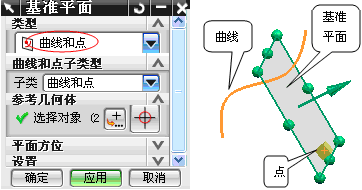 基准平面
类型
曲线和点
曲线和点子类型
子类 曲线和点
参考几何体
选择对象 (2
平面方位
设置
确定 应用 取消
曲线
基准
平面
点